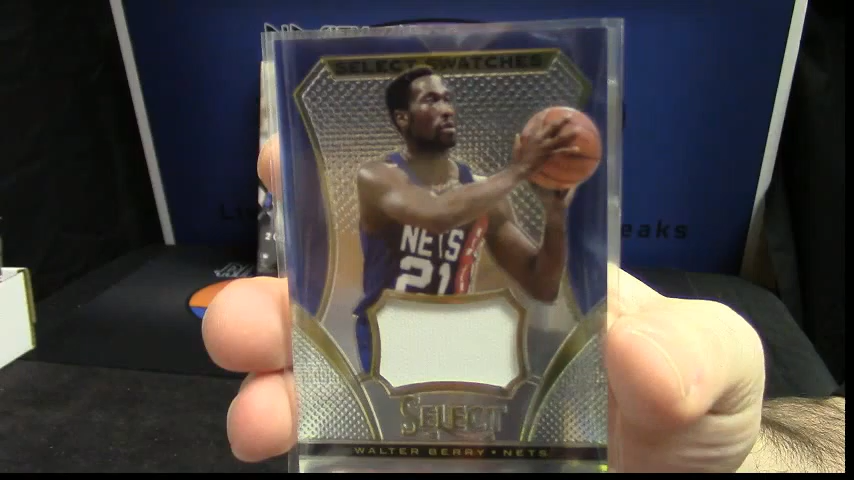 SELECT SWATCHES
NETS
21
SELECT
WALTER BERRY • NETS
eaks